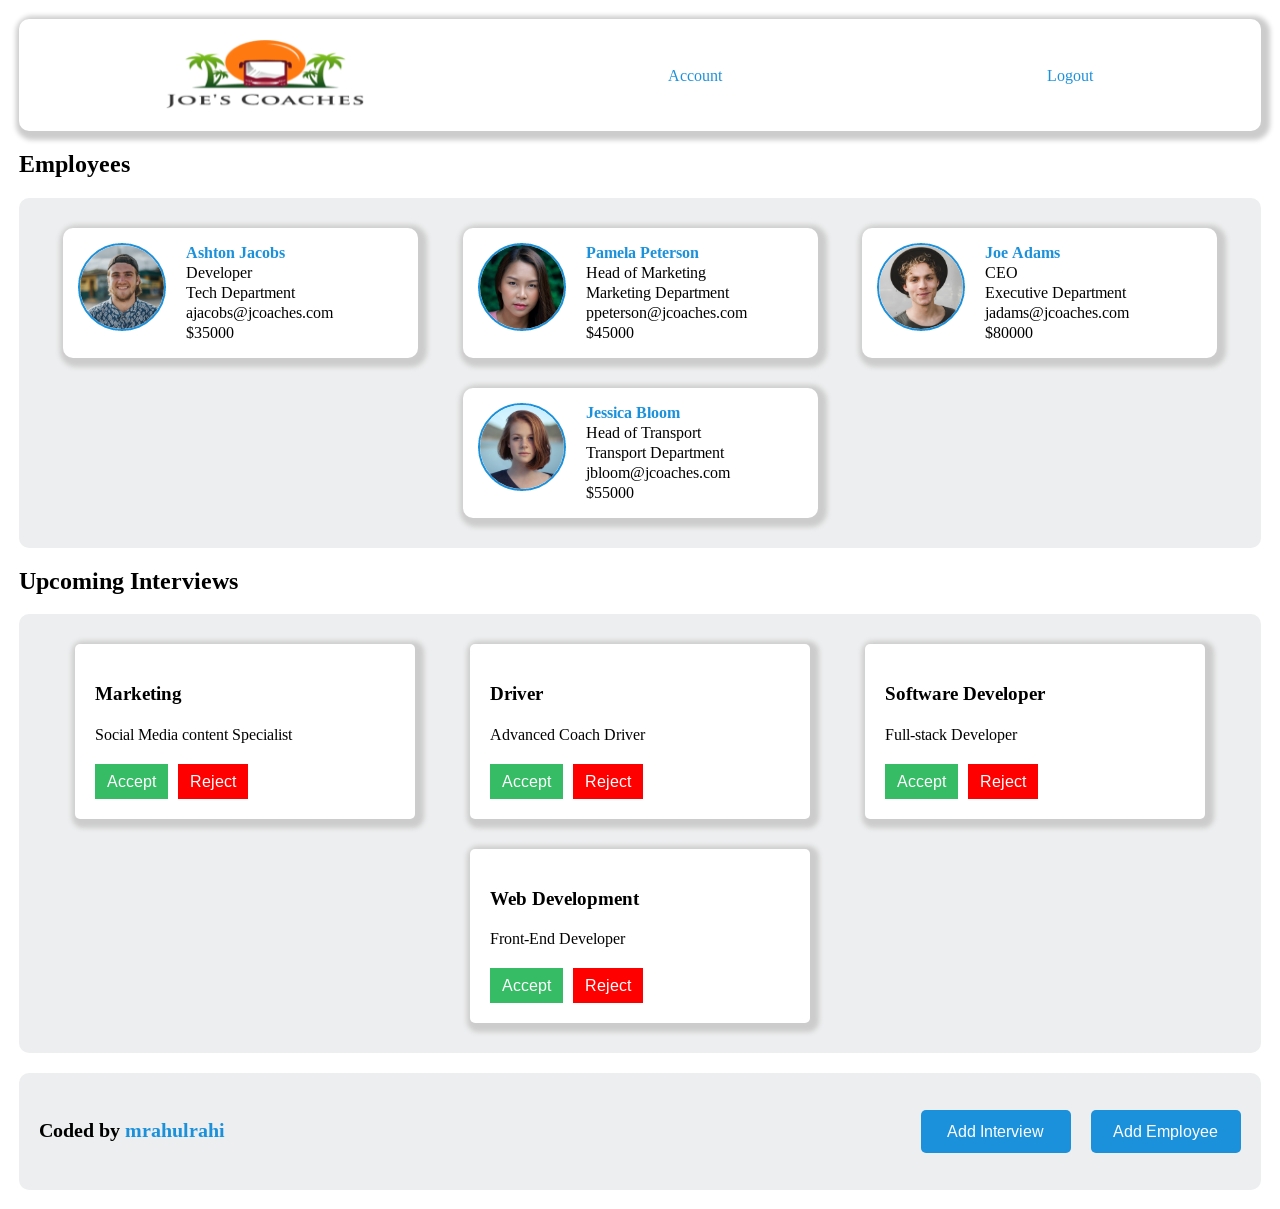 JOE'S COACHES
Account
Logout
Employees
Ashton Jacobs
Developer
Tech Department
ajacobs@jcoaches.com
$35000
Pamela Peterson
Head of Marketing
Marketing Department
ppeterson@jcoaches.com
$45000
Joe Adams
CEO
Executive Department
jadams@jcoaches.com
$80000
Jessica Bloom
Head of Transport
Transport Department
jbloom@jcoaches.com
$55000
Upcoming Interviews
Marketing
Social Media content Specialist
Accept Reject
Driver
Advanced Coach Driver
Accept Reject
Software Developer
Full-stack Developer
Accept Reject
Web Development
Front-End Developer
Accept Reject
Coded by mrahulrahi
Add Interview
Add Employee